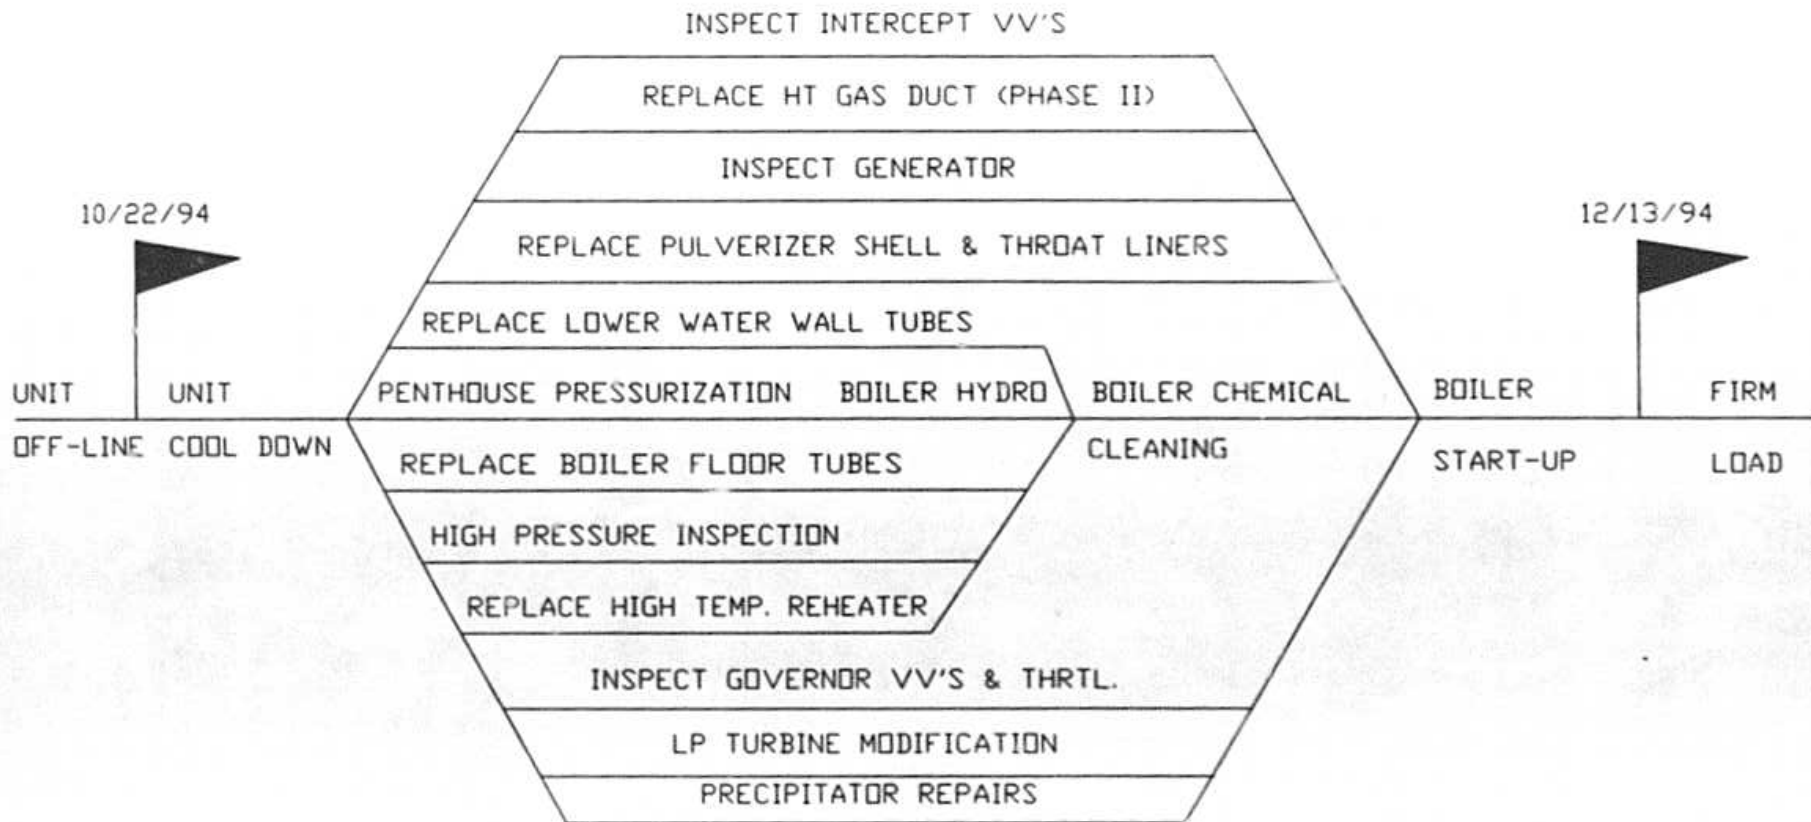 INSPECT INTERCEPT VV'S
REPLACE HT GAS DUCT (PHASE II)
INSPECT GENERATOR
10/22/94
12/13/94
REPLACE PULVERIZER SHELL & THROAT LINERS
REPLACE LOWER WATER WALL TUBES
UNIT UNIT PENTHOUSE PRESSURIZATION BOILER HYDRO BOILER CHEMICAL BOILER FIRM
OFF-LINE COOL DOWN REPLACE BOILER FLOOR TUBES CLEANING START-UP LOAD
HIGH PRESSURE INSPECTION
REPLACE HIGH TEMP. REHEATER
INSPECT GOVERNOR VV'S & THRTL.
LP TURBINE MODIFICATION
PRECIPITATOR REPAIRS